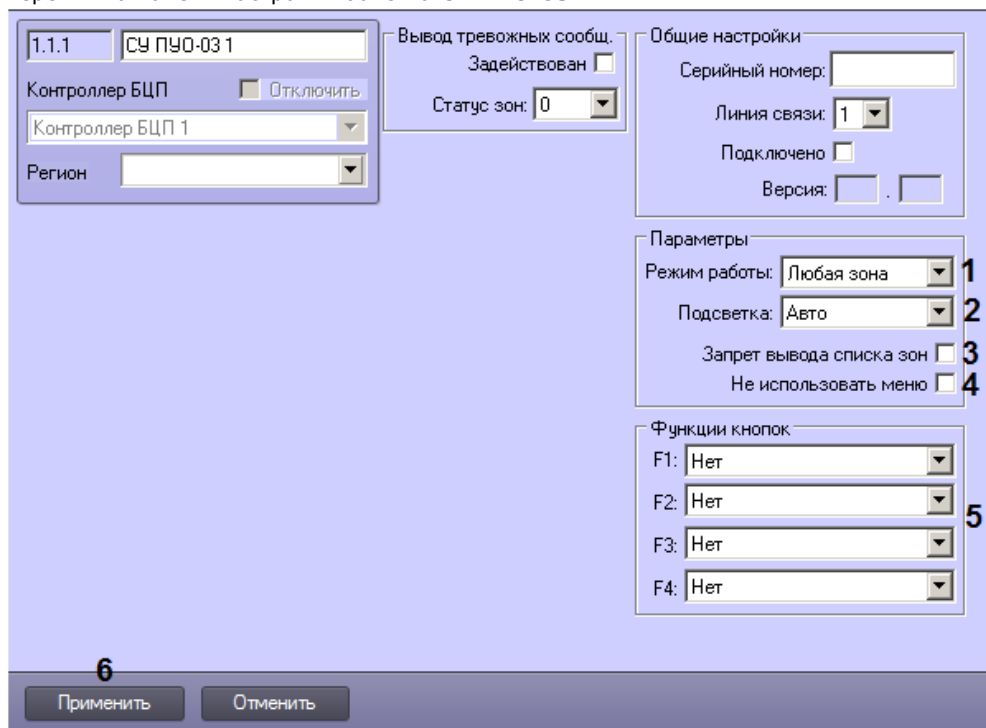 1.1.1 СУ ПУО-03 1
Контроллер БЦП Отключить
Контроллер БЦП 1
Регион
Вывод тревожных сообщ.
Задействован
Статус зон: 0
Общие настройки
Серийный номер:
Линия связи: 1
Подключено
Версия: .
Параметры
Режим работы: Любая зона 1
Подсветка: Авто 2
Запрет вывода списка зон 3
Не использовать меню 4
Функции кнопок
F1: Нет
F2: Нет
5
F3: Нет
F4: Нет
6
Применить Отменить